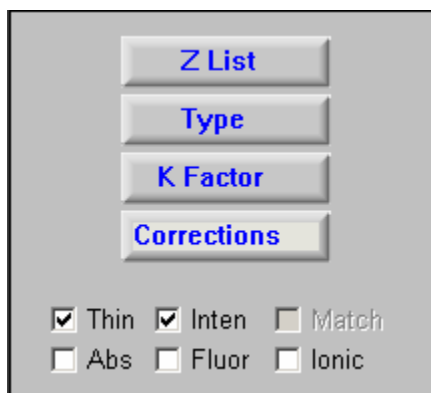 Z List
Type
K Factor
Corrections
Thin Inten Match
Abs Fluor Ionic